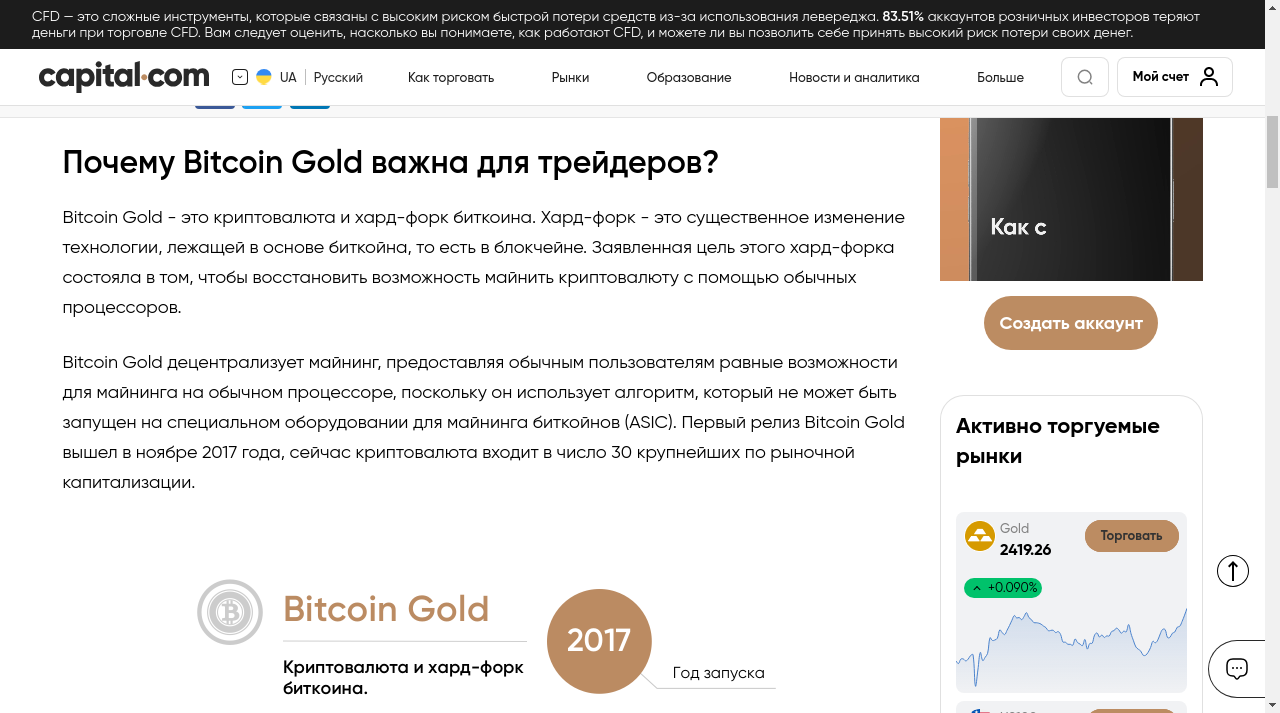 CFD — это сложные инструменты, которые связаны с высоким риском быстрой потери средств из-за использования левереджа. 83.51% аккаунтов розничных инвесторов теряют
деньги при торговле CFD. Вам следует оценить, насколько вы понимаете, как работают CFD, и можете ли вы позволить себе принять высокий риск потери своих денег.
capital.com UA Русский Как торговать Рынки Образование Новости и аналитика Больше Мой счет
Почему Bitcoin Gold важна для трейдеров?
Bitcoin Gold - это криптовалюта и хард-форк биткоина. Хард-форк - это существенное изменение
технологии, лежащей в основе биткойна, то есть в блокчейне. Заявленная цель этого хард-форка
состояла в том, чтобы восстановить возможность майнить криптовалюту с помощью обычных
процессоров.
Bitcoin Gold децентрализует майнинг, предоставляя обычным пользователям равные возможности
для майнинга на обычном процессоре, поскольку он использует алгоритм, который не может быть
запущен на специальном оборудовании для майнинга биткойнов (ASIC). Первый релиз Bitcoin Gold
вышел в ноябре 2017 года, сейчас криптовалюта входит в число 30 крупнейших по рыночной
капитализации.
Bitcoin Gold
Криптовалюта и хард-форк
биткоина.
2017
Год запуска
Как с
Создать аккаунт
Активно торгуемые
рынки
Gold
2419.26
Торговать
+0.090%